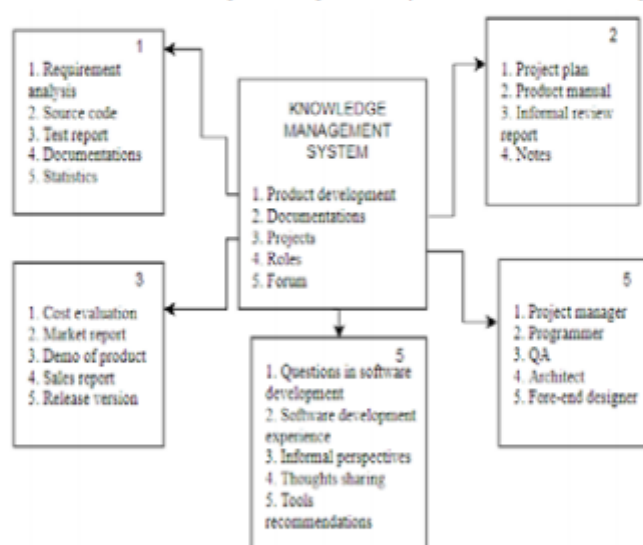 1
1. Requirement
analysis
2. Source code
3. Test report
4. Documentations
5. Statistics
2
1. Project plan
2. Product manual
3. Informal review
report
4. Notes
KNOWLEDGE
MANAGEMENT
SYSTEM
1. Product development
2. Documentations
3. Projects
4. Roles
5. Forum
3
1. Cost evaluation
2. Market report
3. Demo of product
4. Sales report
5. Release version
5
1. Questions in software
development
2. Software development
experience
3. Informal perspectives
4. Thoughts sharing
5. Tools
recommendations
1. Project manager
2. Programmer
3. QA
4. Architect
5. Fore-end designer